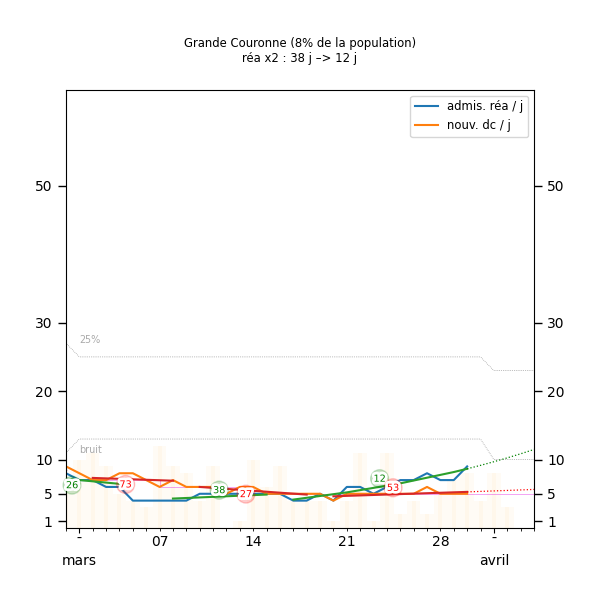 Grande Couronne (8% de la population)
réa x2 : 38 j –> 12 j
admis. réa / j
nouv. dc / j
50 50
30 30
25%
20 20
bruit
10 10
26 73 38 27 12 53
5 5
1 1
- 07 14 21 28 -
mars avril